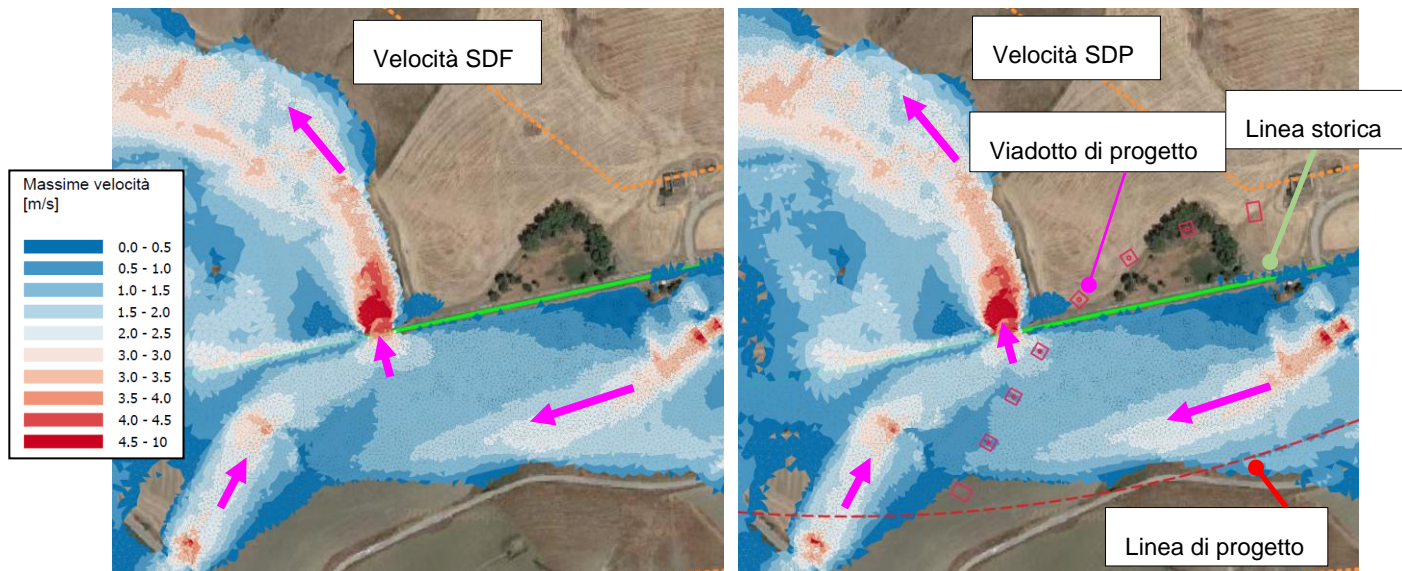 Velocità SDF
Velocità SDP
Viadotto di progetto
Linea storica
Massime velocità
[m/s]
0.0 - 0.5
0.5 - 1.0
1.0 - 1.5
1.5 - 2.0
2.0 - 2.5
3.0 - 3.0
3.0 - 3.5
3.5 - 4.0
4.0 - 4.5
4.5 - 10
Linea di progetto